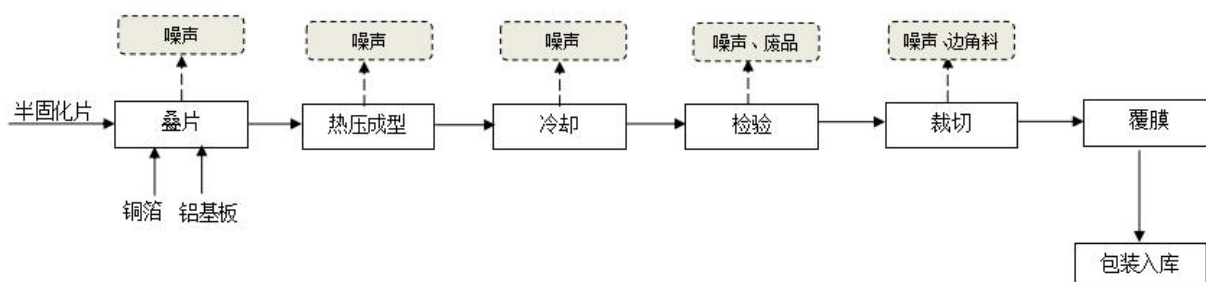 噪声
噪声
噪声
噪声、废品
噪声、边角料
半固化片
叠片
热压成型
冷却
检验
裁切
覆膜
铜箔
铝基板
包装入库